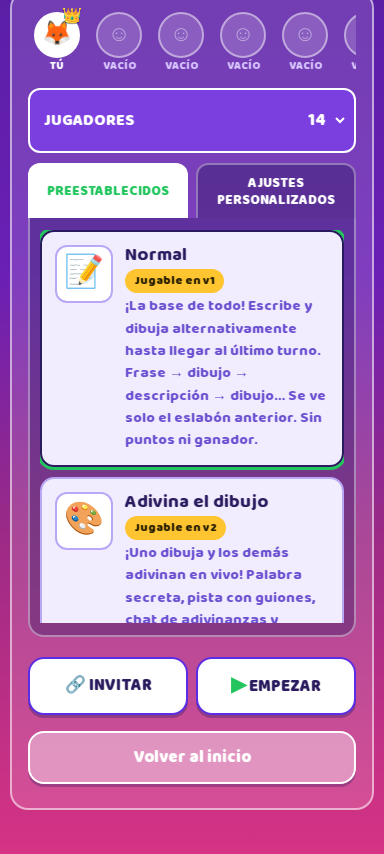 TÚ
VACÍO
VACÍO
VACÍO
VACÍO
JUGADORES
14
PREESTABLECIDOS
AJUSTES
PERSONALIZADOS
Normal
Jugable en v1
¡La base de todo! Escribe y
dibuja alternativamente
hasta llegar al último turno.
Frase → dibujo →
descripción → dibujo... Se ve
solo el eslabón anterior. Sin
puntos ni ganador.
Adivina el dibujo
Jugable en v2
¡Uno dibuja y los demás
adivinan en vivo! Palabra
secreta, pista con guiones,
chat de adivinanzas y
INVITAR
EMPEZAR
Volver al inicio